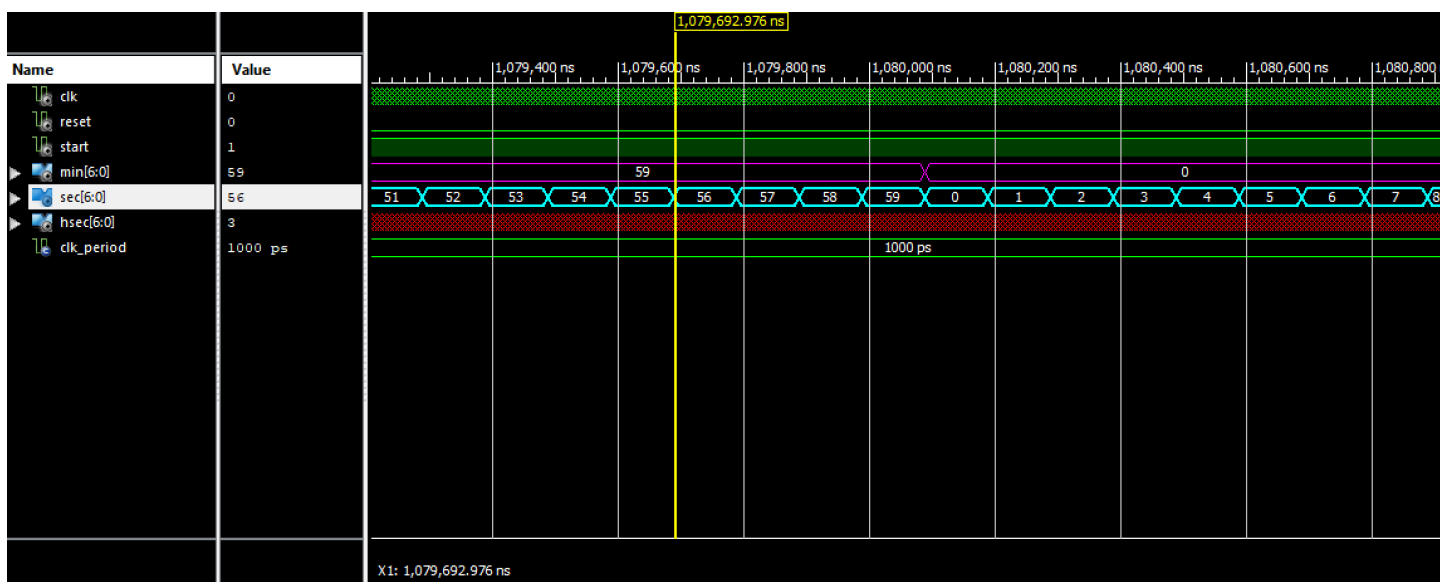 1,079,692.976 ns
Name Value
1,079,400 ns 1,079,600 ns 1,079,800 ns 1,080,000 ns 1,080,200 ns 1,080,400 ns 1,080,600 ns 1,080,800
clk 0
reset 0
start 1
min[6:0] 59 59 0
sec[6:0] 56 51 52 53 54 55 56 57 58 59 0 1 2 3 4 5 6 7 8
hsec[6:0] 3
clk_period 1000 ps 1000 ps
X1: 1,079,692.976 ns